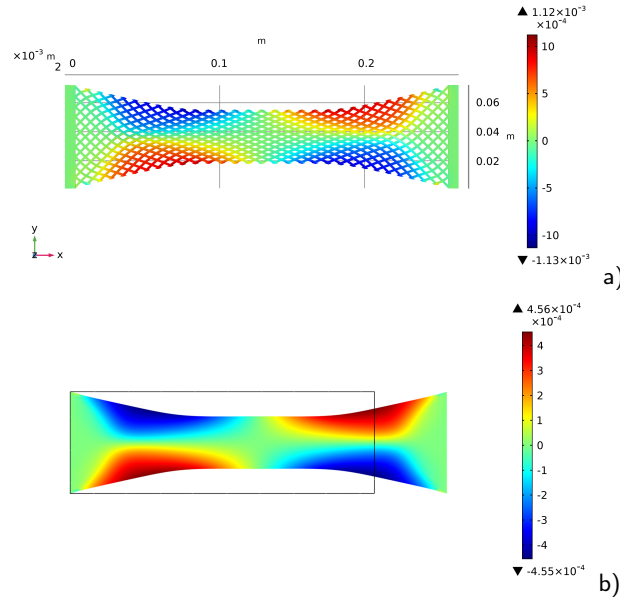 ▲ 1.12×10⁻³
×10⁻⁴
m
×10⁻³ m
2 0 0.1 0.2
10
5
0
-5
-10
0.06
0.04 m
0.02
y
z x
▼ -1.13×10⁻³
a)
▲ 4.56×10⁻⁴
×10⁻⁴
4
3
2
1
0
-1
-2
-3
-4
▼ -4.55×10⁻⁴
b)